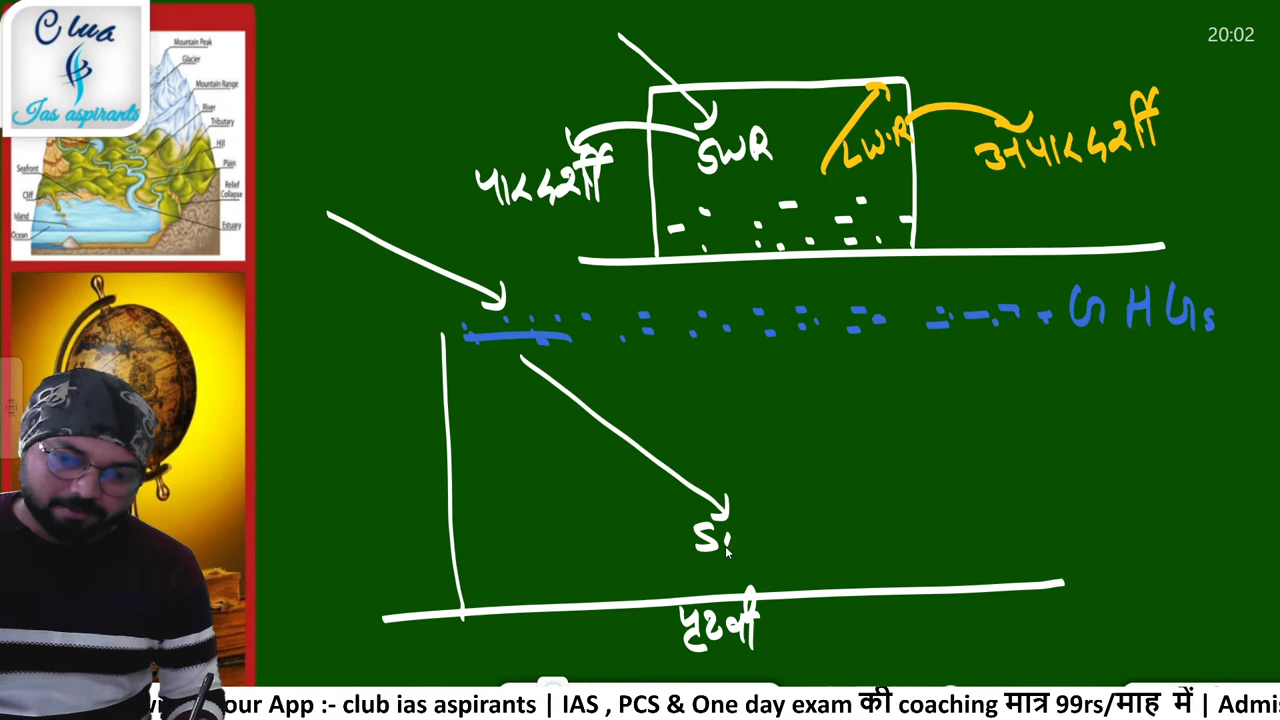 Clua
Ias aspirants
Mountain Peak
Glacier
Mountain Range
River
Tributary
Hill
Plain
Seafront
Relief
Collapse
Cliff
Island
Estuary
Ocean
20:02
SWR
LW.R
पारदर्शी
अपारदर्शी
GHGs
S.
पृथ्वी
our App :- club ias aspirants | IAS , PCS & One day exam की coaching मात्र 99rs/माह में | Admi